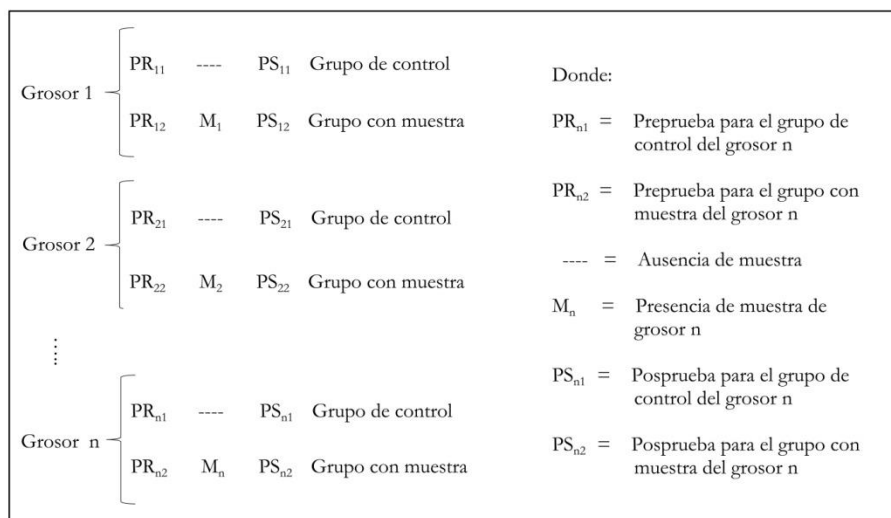 Grosor 1
PR11 ---- PS11 Grupo de control
PR12 M1 PS12 Grupo con muestra
Grosor 2
PR21 ---- PS21 Grupo de control
PR22 M2 PS22 Grupo con muestra
.....
Grosor n
PRn1 ---- PSn1 Grupo de control
PRn2 Mn PSn2 Grupo con muestra
Donde:
PRn1 = Preprueba para el grupo de
control del grosor n
PRn2 = Preprueba para el grupo con
muestra del grosor n
---- = Ausencia de muestra
Mn = Presencia de muestra de
grosor n
PSn1 = Posprueba para el grupo de
control del grosor n
PSn2 = Posprueba para el grupo con
muestra del grosor n